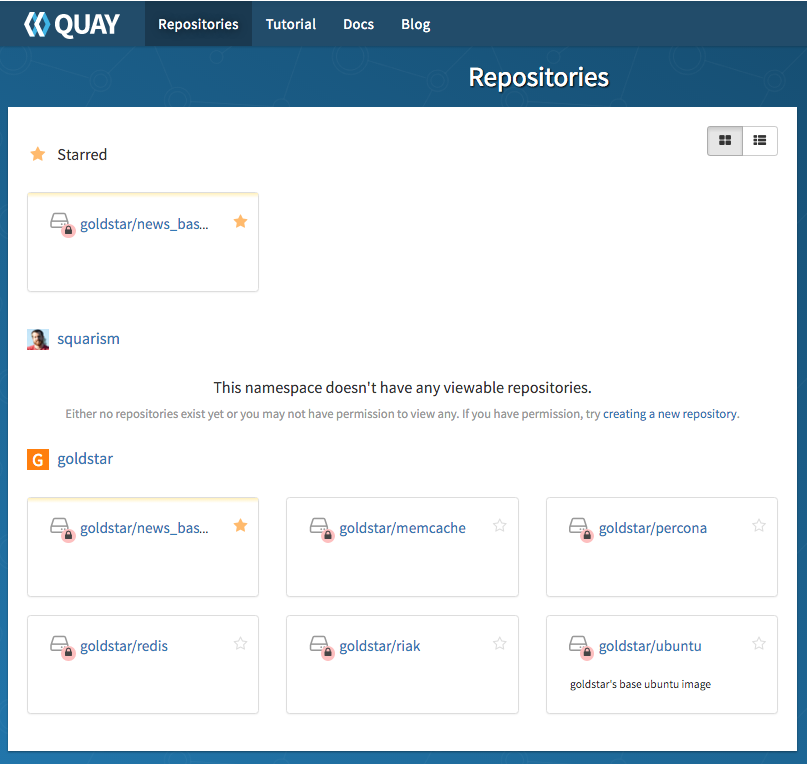 QUAY Repositories Tutorial Docs Blog
Repositories
Starred
goldstar/news_bas...
squarism
This namespace doesn't have any viewable repositories.
Either no repositories exist yet or you may not have permission to view any. If you have permission, try creating a new repository.
G goldstar
goldstar/news_bas... goldstar/memcache goldstar/percona
goldstar/redis goldstar/riak goldstar/ubuntu
goldstar's base ubuntu image